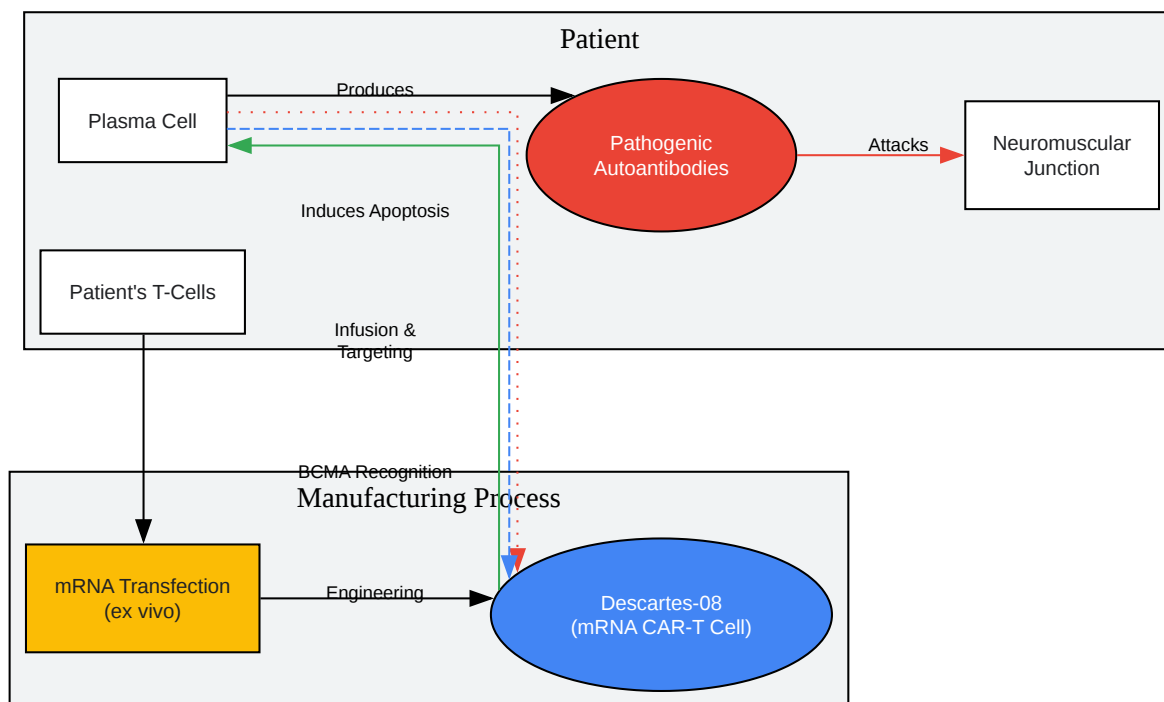 Patient
Produces
Plasma Cell
Pathogenic
Autoantibodies
Attacks
Neuromuscular
Junction
Induces Apoptosis
Patient's T-Cells
Infusion &
Targeting
BCMA Recognition
Manufacturing Process
mRNA Transfection
(ex vivo)
Engineering
Descartes-08
(mRNA CAR-T Cell)